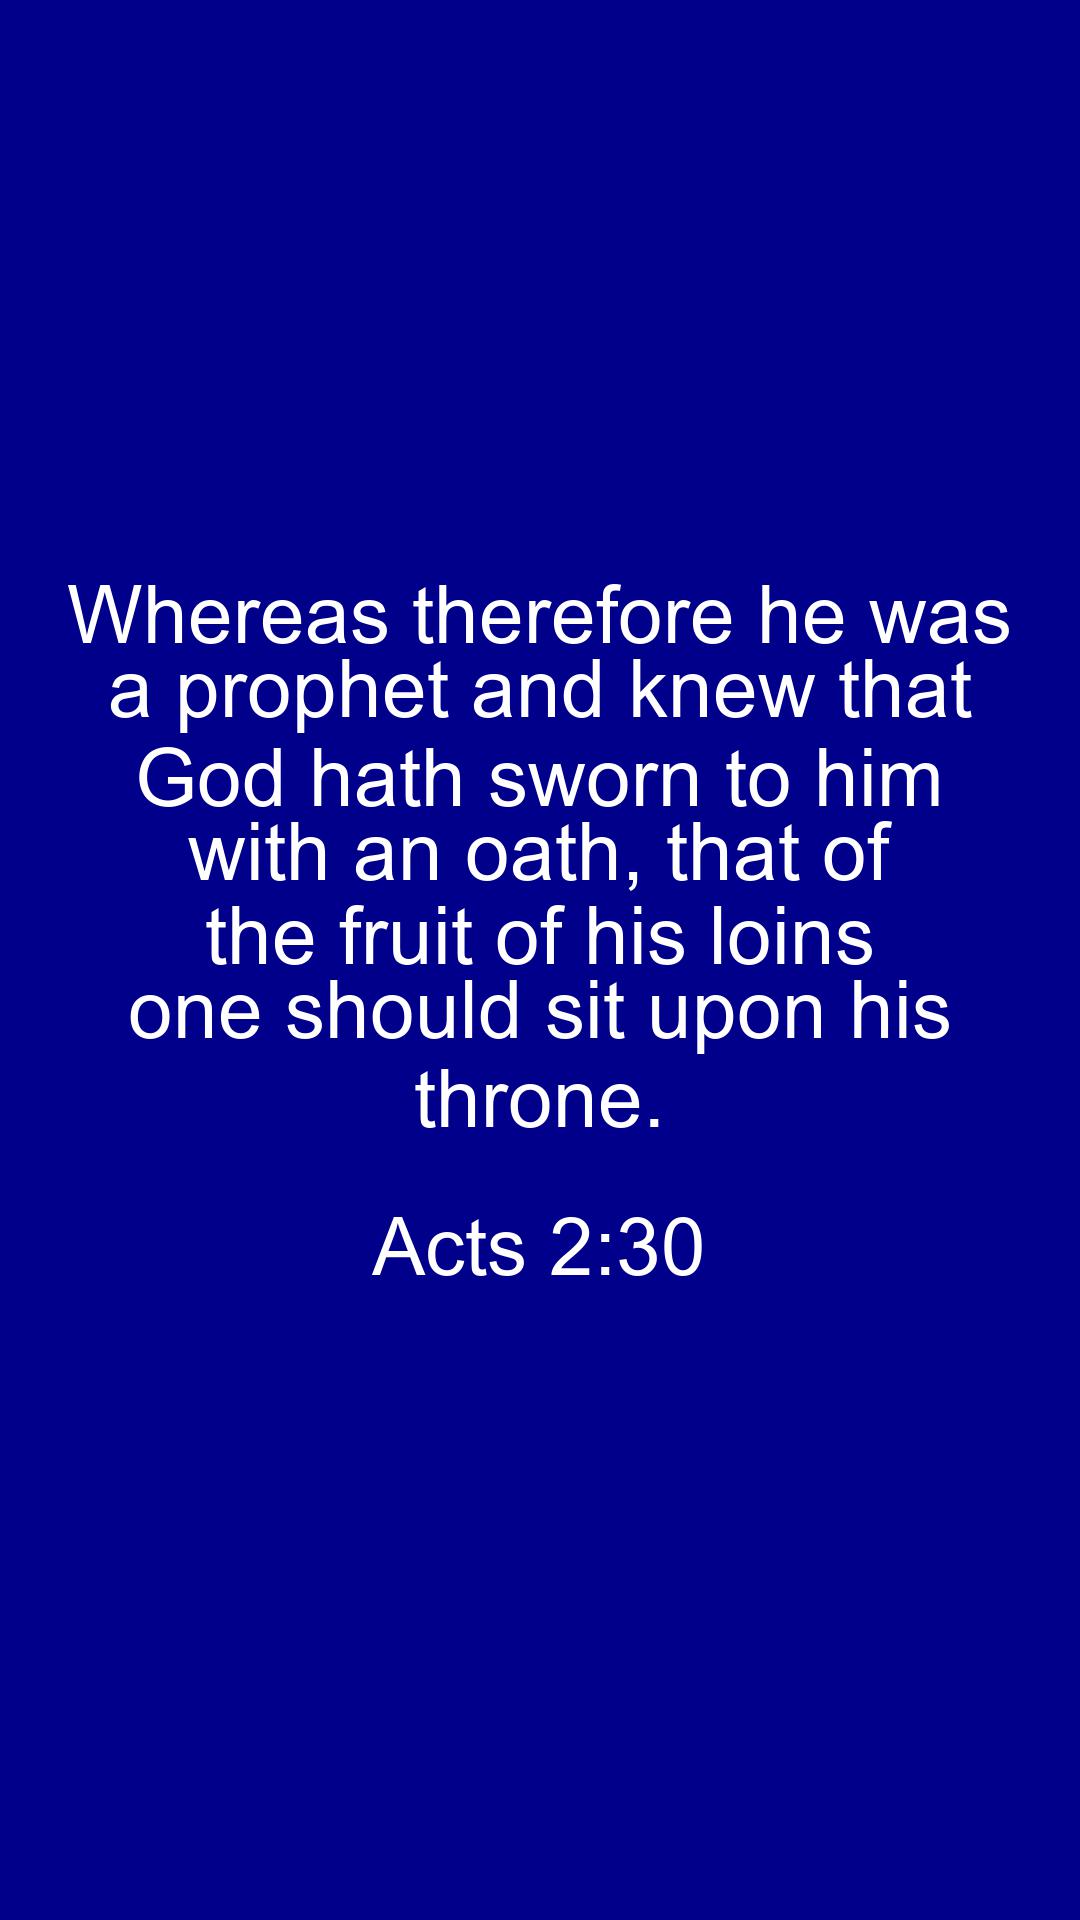 Whereas therefore he was
a prophet and knew that
God hath sworn to him
with an oath, that of
the fruit of his loins
one should sit upon his
throne.
Acts 2:30